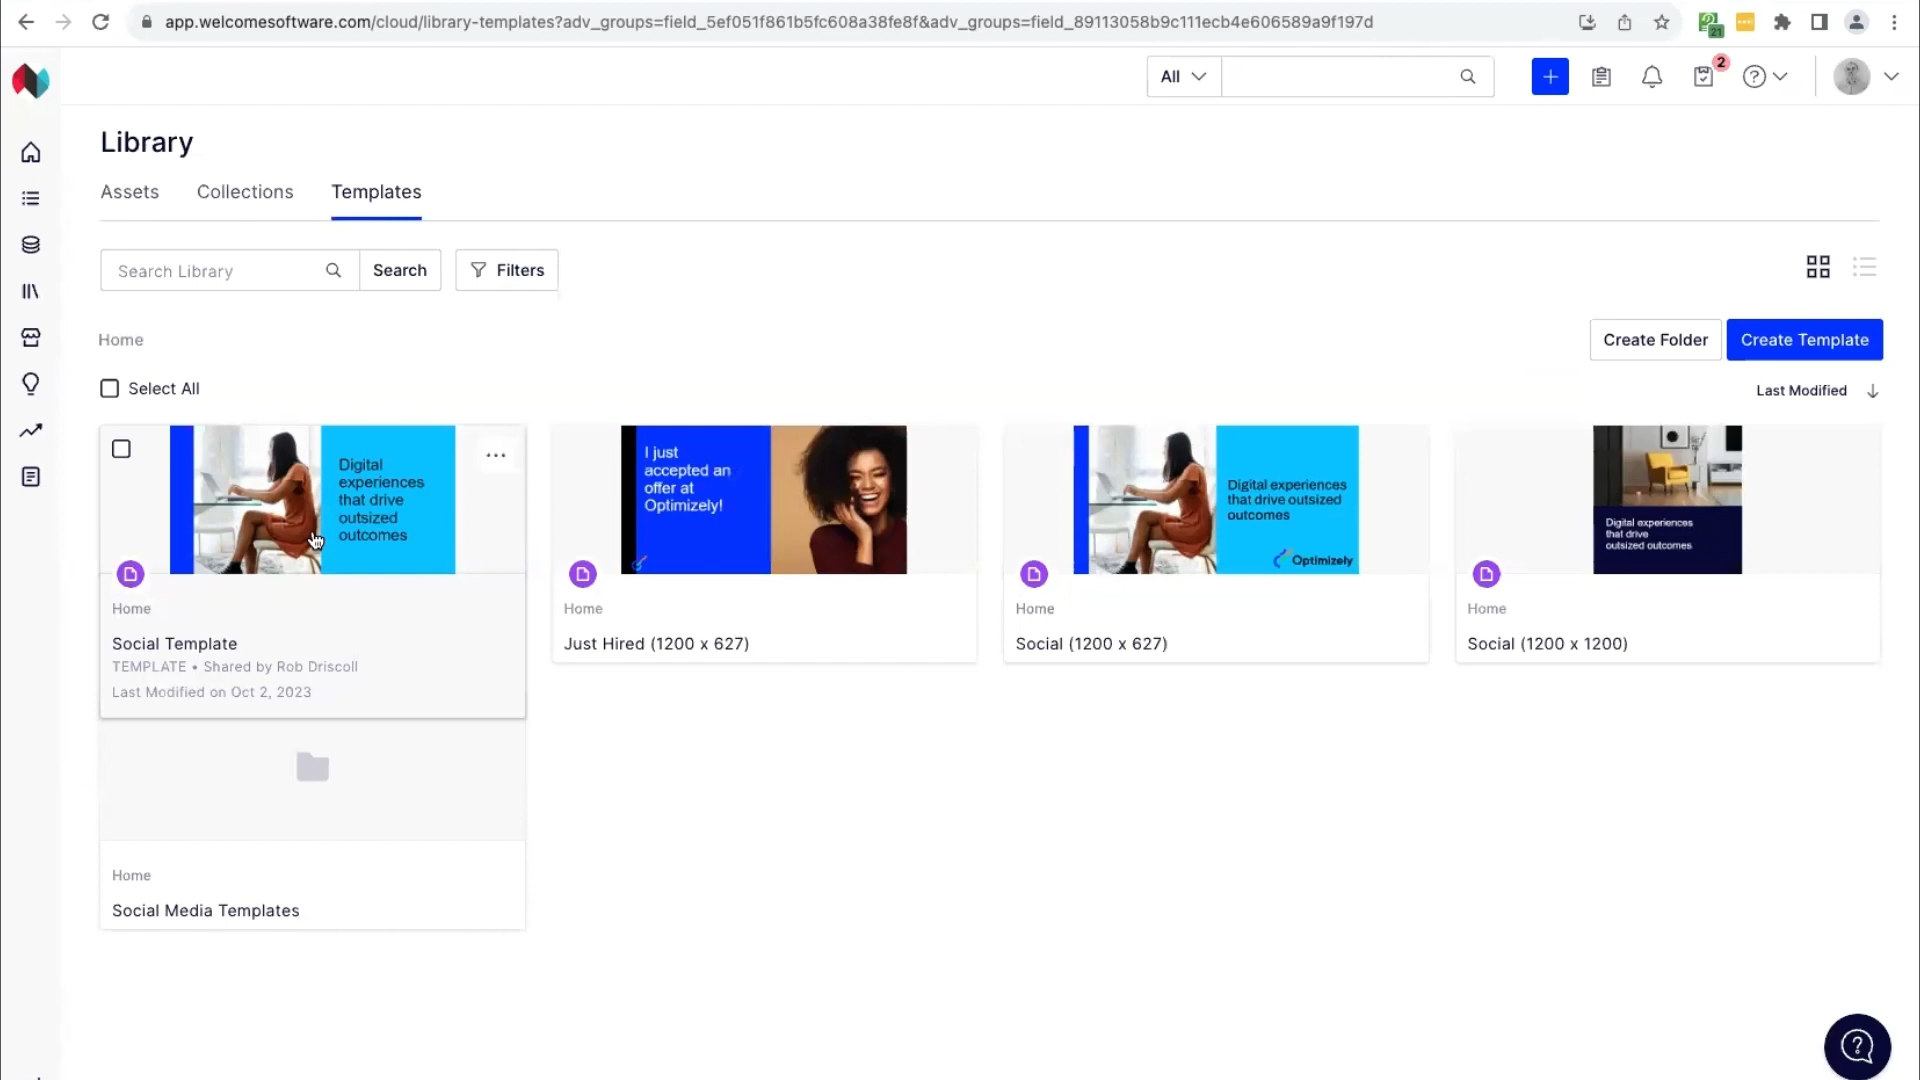 app.welcomesoftware.com/cloud/library-templates?adv_groups=field_5ef051f861b5fc608a38fe8f&adv_groups=field_89113058b9c111ecb4e606589a9f197d
21
All
2
Library
Assets
Collections
Templates
Search Library
Search
Filters
Home
Create Folder
Create Template
Select All
Last Modified
Digital
experiences
that drive
outsized
outcomes
Home
Social Template
TEMPLATE • Shared by Rob Driscoll
Last Modified on Oct 2, 2023
I just
accepted an
offer at
Optimizely!
Home
Just Hired (1200 x 627)
Digital experiences
that drive outsized
outcomes
Optimizely
Home
Social (1200 x 627)
Digital experiences
that drive
outsized outcomes
Home
Social (1200 x 1200)
Home
Social Media Templates